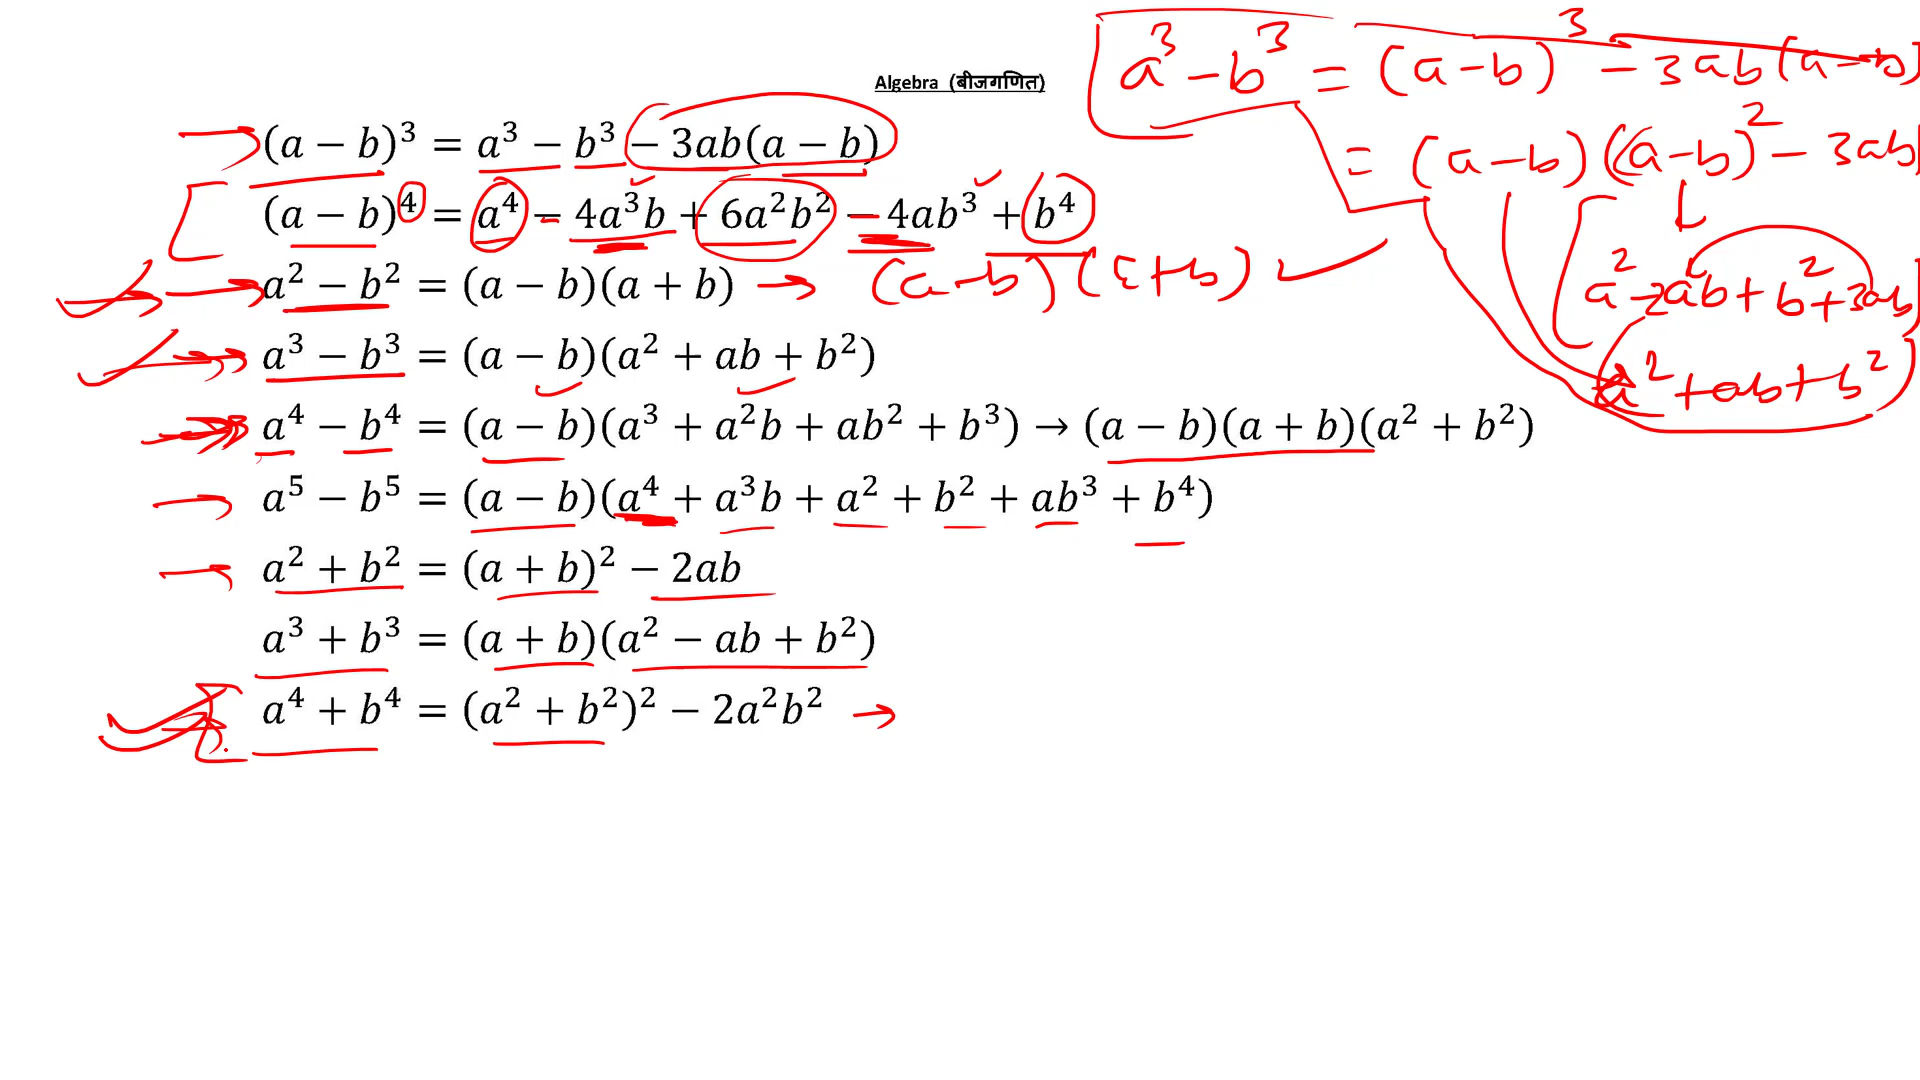 Algebra (बीजगणित)
(a − b)³ = a³ − b³ − 3ab(a − b)
(a − b)⁴ = a⁴ − 4a³b + 6a²b² − 4ab³ + b⁴
a² − b² = (a − b)(a + b) → (a−b)(a+b)
a³ − b³ = (a − b)(a² + ab + b²)
a⁴ − b⁴ = (a − b)(a³ + a²b + ab² + b³) → (a − b)(a + b)(a² + b²)
a⁵ − b⁵ = (a − b)(a⁴ + a³b + a² + b² + ab³ + b⁴)
a² + b² = (a + b)² − 2ab
a³ + b³ = (a + b)(a² − ab + b²)
a⁴ + b⁴ = (a² + b²)² − 2a²b² →
a³ − b³ = (a−b)³ − 3ab(a−b)
= (a−b)((a−b)² − 3ab
[a² − 2ab + b² + 3ab]
(a² + ab + b²)